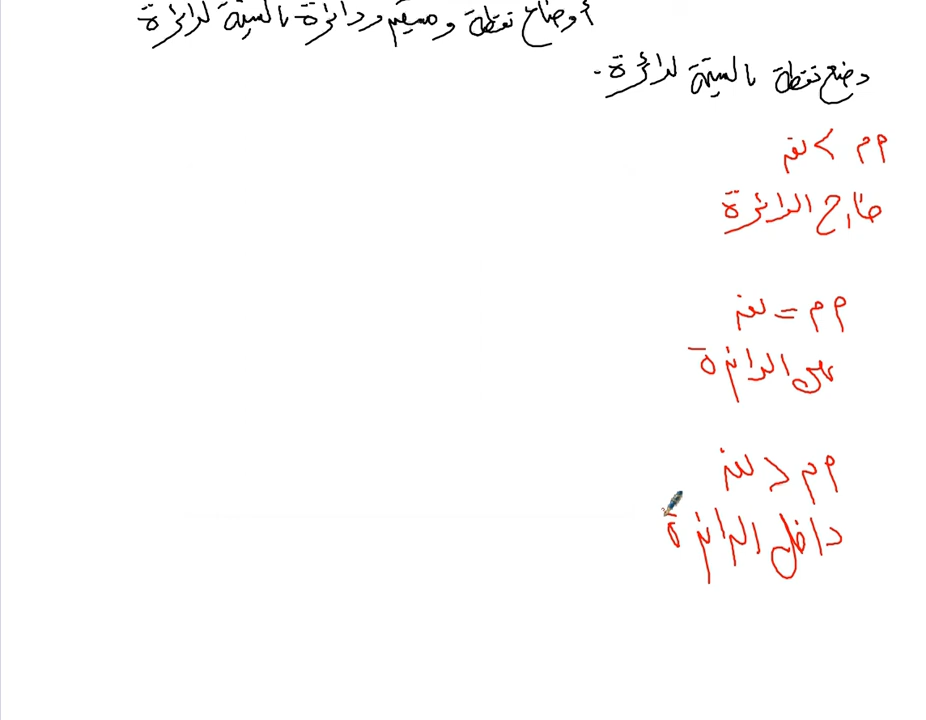 أوضاع نقطة ومستقيم ودائرة بالنسبة لدائرة
وضع نقطة بالنسبة لدائرة.
م م < نق
خارج الدائرة
م م = نق
على الدائرة
م م > نق
داخل الدائرة